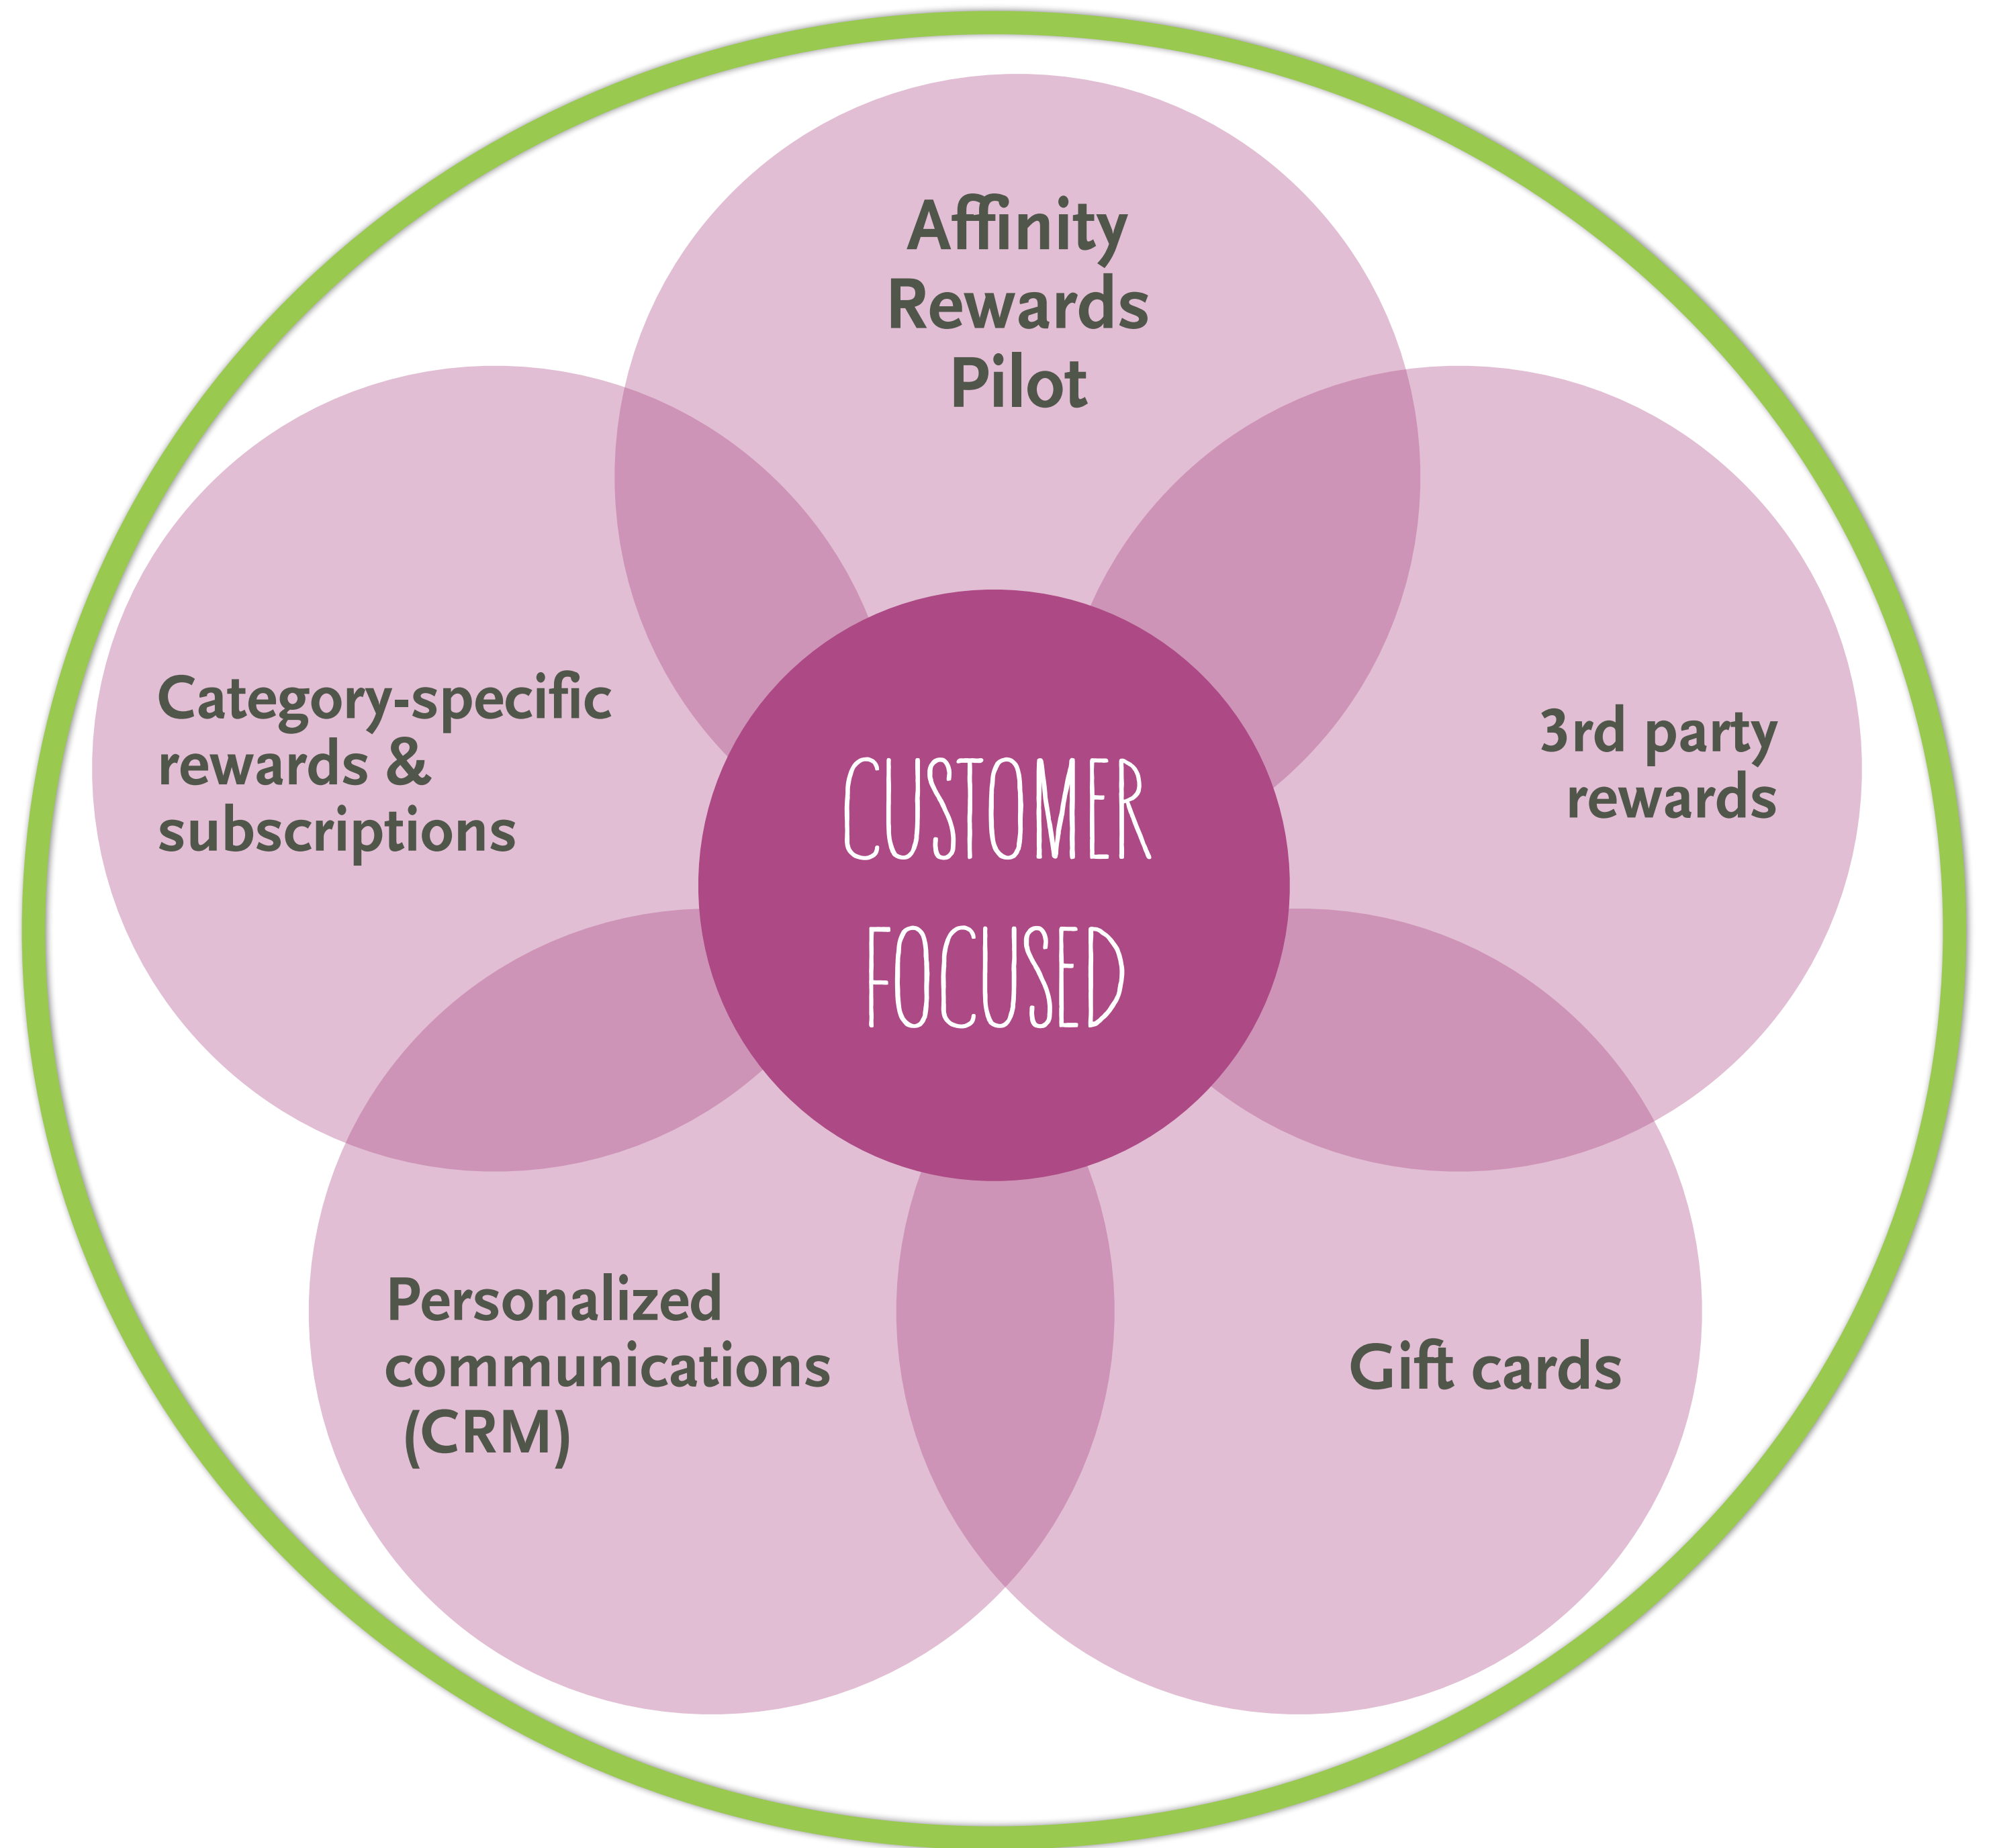 Affinity
Rewards
Pilot
Category-specific
rewards &
subscriptions
3rd party
rewards
CUSTOMER
FOCUSED
Personalized
communications
(CRM)
Gift cards